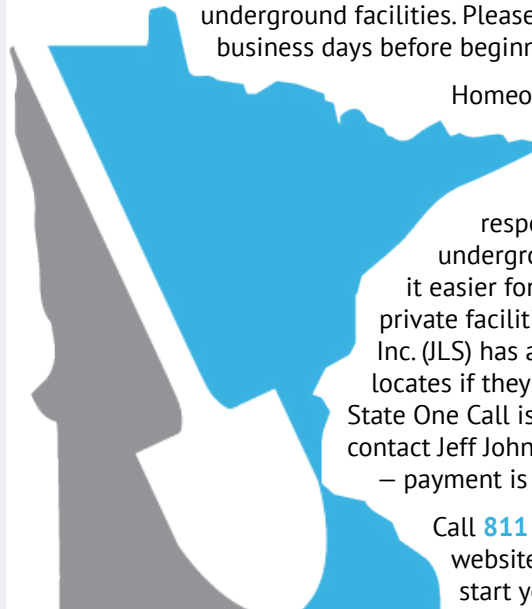 underground facilities. Please
business days before beginn
Homeo
respo
undergro
it easier for
private facilit
Inc. (JLS) has a
locates if they
State One Call is
contact Jeff John
— payment is
Call 811
website
start yo